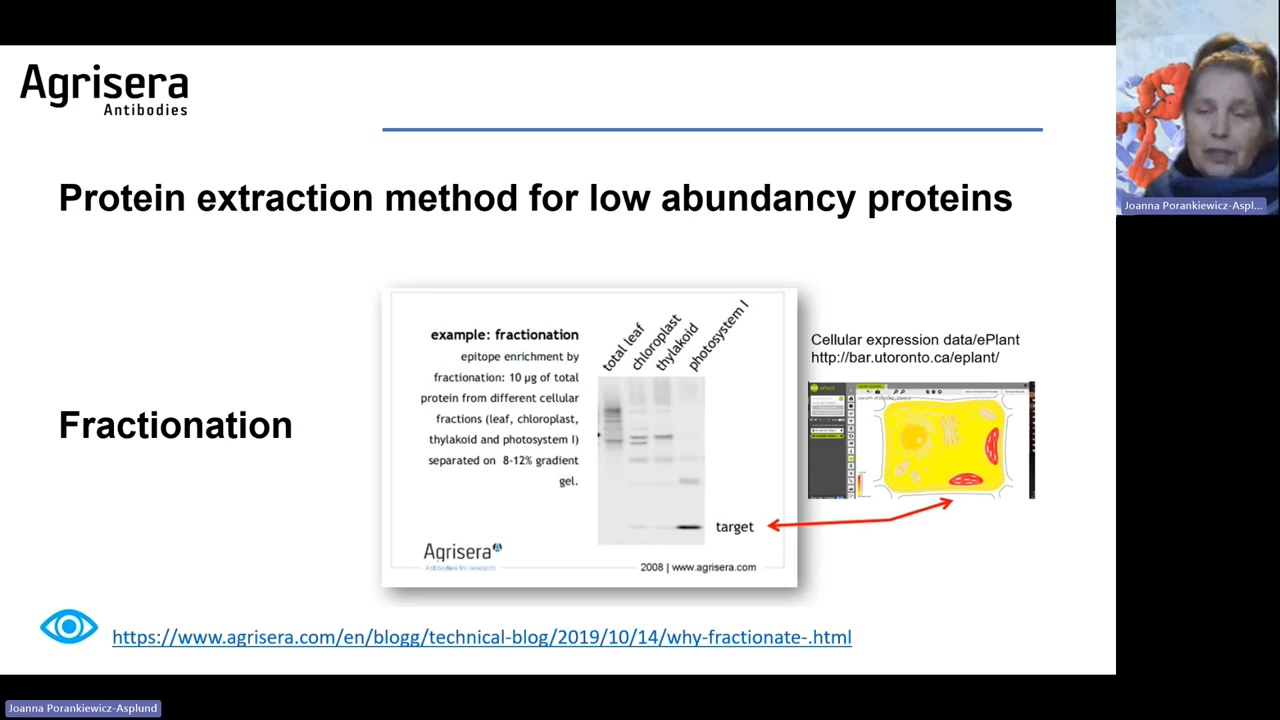 Agrisera
Antibodies
Protein extraction method for low abundancy proteins
Fractionation
example: fractionation
epitope enrichment by
fractionation: 10 µg of total
protein from different cellular
fractions (leaf, chloroplast,
thylakoid and photosystem I)
separated on 8-12% gradient
gel.
total leaf
chloroplast
thylakoid
photosystem I
target
Agrisera
Antibodies for research
2008 | www.agrisera.com
Cellular expression data/ePlant
http://bar.utoronto.ca/eplant/
ePlant
https://www.agrisera.com/en/blogg/technical-blog/2019/10/14/why-fractionate-.html
Joanna Porankiewicz-Aspl...
Joanna Porankiewicz-Asplund